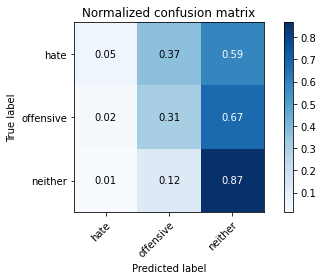 Normalized confusion matrix
True label
hate 0.05 0.37 0.59
offensive 0.02 0.31 0.67
neither 0.01 0.12 0.87
hate offensive neither
Predicted label
0.8
0.7
0.6
0.5
0.4
0.3
0.2
0.1